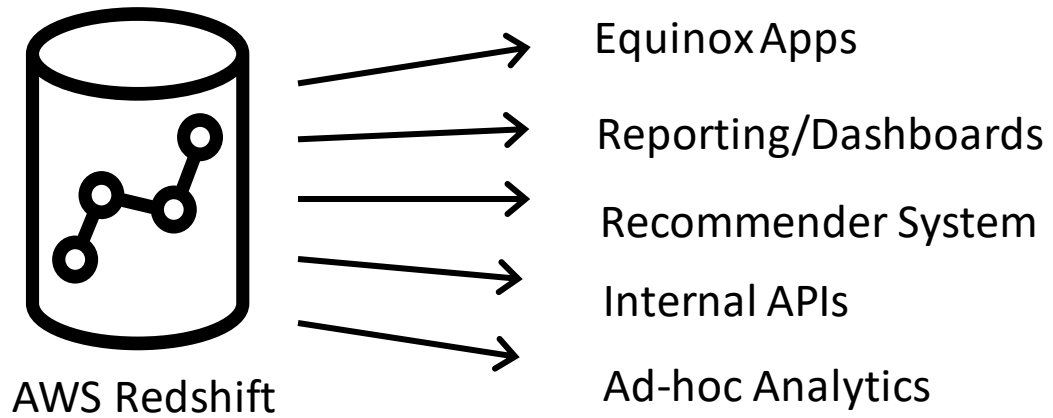 Equinox Apps
Reporting/Dashboards
Recommender System
Internal APIs
Ad-hoc Analytics
AWS Redshift